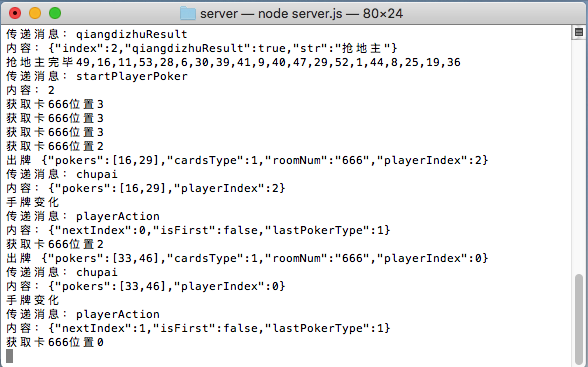 server — node server.js — 80×24
传递消息：qiangdizhuResult
内容：{"index":2,"qiangdizhuResult":true,"str":"抢地主"}
抢地主完毕49,16,11,53,28,6,30,39,41,9,40,47,29,52,1,44,8,25,19,36
传递消息：startPlayerPoker
内容：2
获取卡666位置3
获取卡666位置3
获取卡666位置3
获取卡666位置2
出牌 {"pokers":[16,29],"cardsType":1,"roomNum":"666","playerIndex":2}
传递消息：chupai
内容：{"pokers":[16,29],"playerIndex":2}
手牌变化
传递消息：playerAction
内容：{"nextIndex":0,"isFirst":false,"lastPokerType":1}
获取卡666位置2
出牌 {"pokers":[33,46],"cardsType":1,"roomNum":"666","playerIndex":0}
传递消息：chupai
内容：{"pokers":[33,46],"playerIndex":0}
手牌变化
传递消息：playerAction
内容：{"nextIndex":1,"isFirst":false,"lastPokerType":1}
获取卡666位置0